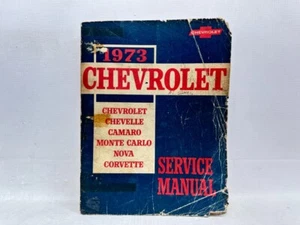 CHEVROLET
1973
CHEVROLET
CHEVROLET
CHEVELLE
CAMARO
MONTE CARLO
NOVA
CORVETTE
SERVICE
MANUAL